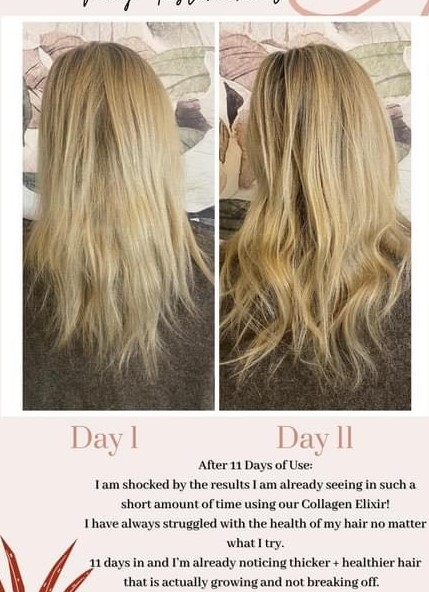 Day 1
Day 11
After 11 Days of Use:
I am shocked by the results I am already seeing in such a
short amount of time using our Collagen Elixir!
I have always struggled with the health of my hair no matter
what I try.
11 days in and I'm already noticing thicker + healthier hair
that is actually growing and not breaking off.